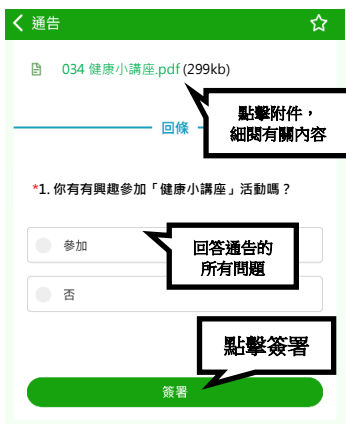 通告
034 健康小講座.pdf (299kb)
點擊附件，
細閱有關內容
回條
*1. 你有有興趣參加「健康小講座」活動嗎？
參加
回答通告的
所有問題
否
點擊簽署
簽署